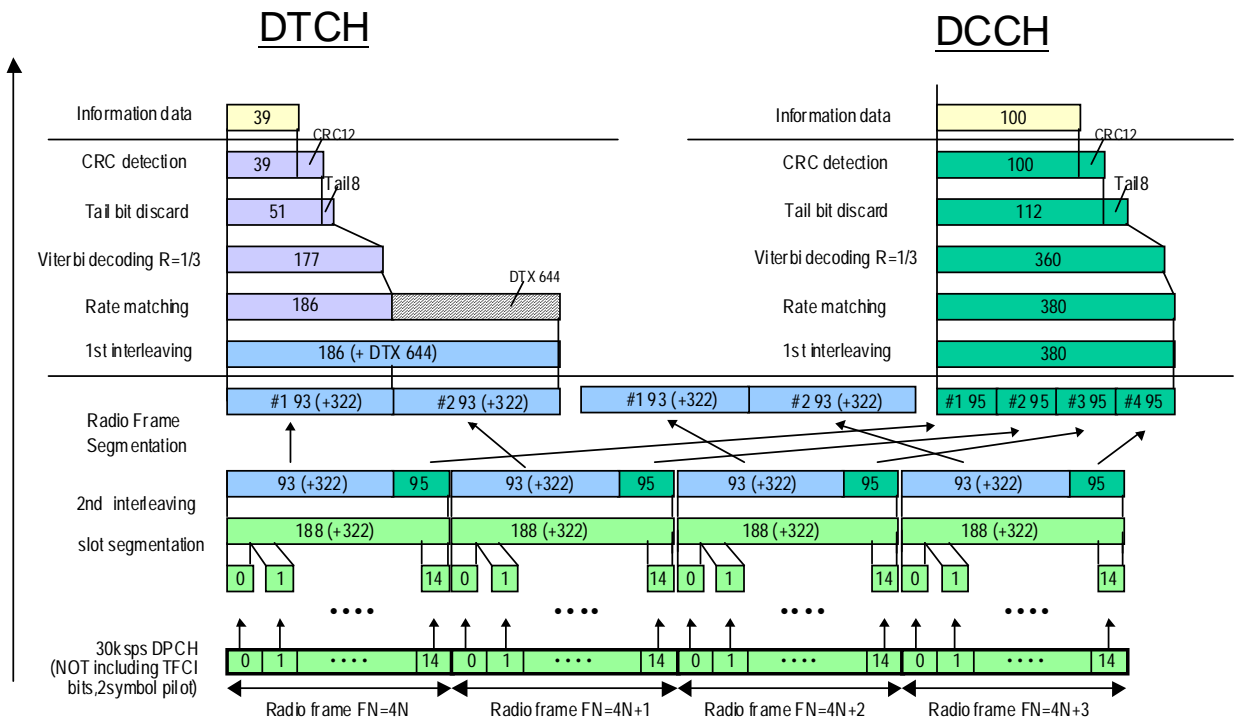 DTCH DCCH
Information data 39 Information data 100
CRC12 CRC12
CRC detection 39 CRC detection 100
Tail8 Tail8
Tail bit discard 51 Tail bit discard 112
Viterbi decoding R=1/3 177 Viterbi decoding R=1/3 360
DTX 644
Rate matching 186 Rate matching 380
1st interleaving 186 (+ DTX 644) 1st interleaving 380
#1 93 (+322) #2 93 (+322) #1 93 (+322) #2 93 (+322) #1 95 #2 95 #3 95 #4 95
Radio Frame
Segmentation
93 (+322) 95 93 (+322) 95 93 (+322) 95 93 (+322) 95
2nd interleaving
188 (+322) 188 (+322) 188 (+322) 188 (+322)
slot segmentation
0 1 14 0 1 14 0 1 14 0 1 14
•••• •••• •••• ••••
30ksps DPCH
(NOT including TFCI
bits,2symbol pilot)
0 1 •••• 14 0 1 •••• 14 0 1 •••• 14 0 1 •••• 14
Radio frame FN=4N Radio frame FN=4N+1 Radio frame FN=4N+2 Radio frame FN=4N+3